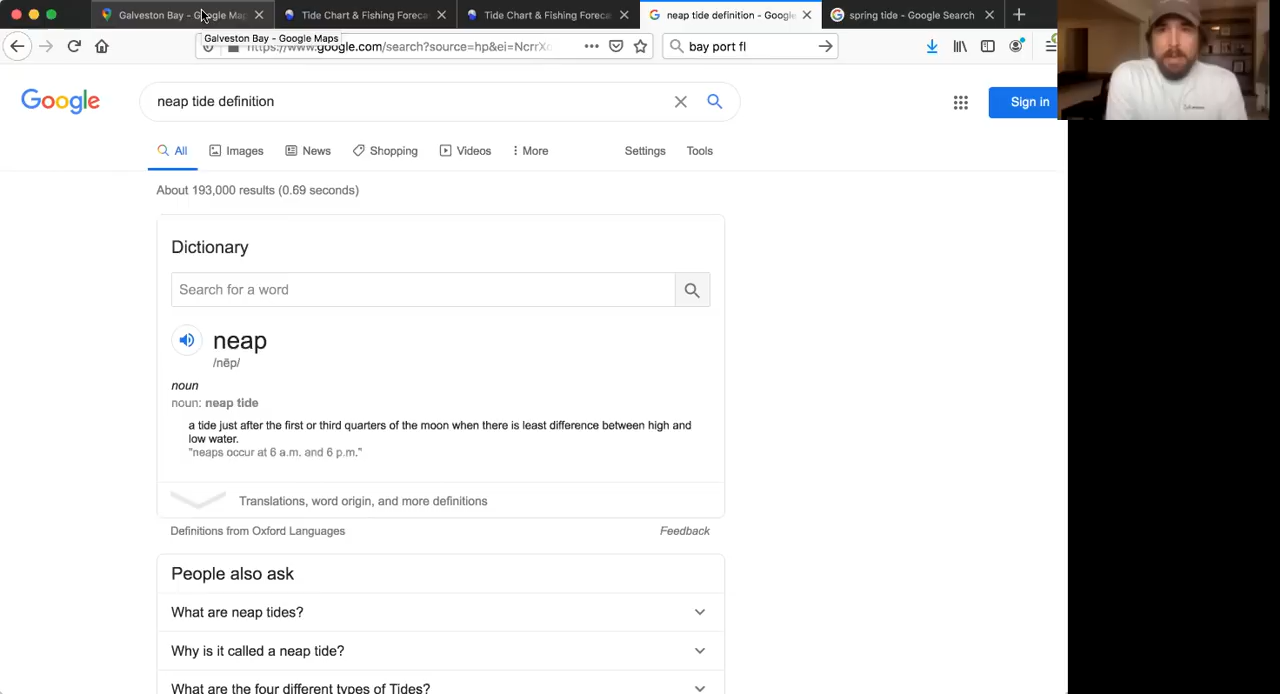 Galveston Bay - Google Map
Tide Chart & Fishing Foreca
Tide Chart & Fishing Foreca
neap tide definition - Google
spring tide - Google Search
Galveston Bay - Google Maps
https://www.google.com/search?source=hp&ei=
bay port fl
Google
neap tide definition
Sign in
All
Images
News
Shopping
Videos
More
Settings
Tools
About 193,000 results (0.69 seconds)
Dictionary
Search for a word
neap
/nēp/
noun
noun: neap tide
a tide just after the first or third quarters of the moon when there is least difference between high and
low water.
"neaps occur at 6 a.m. and 6 p.m."
Translations, word origin, and more definitions
Definitions from Oxford Languages
Feedback
People also ask
What are neap tides?
Why is it called a neap tide?
What are the four different types of Tides?